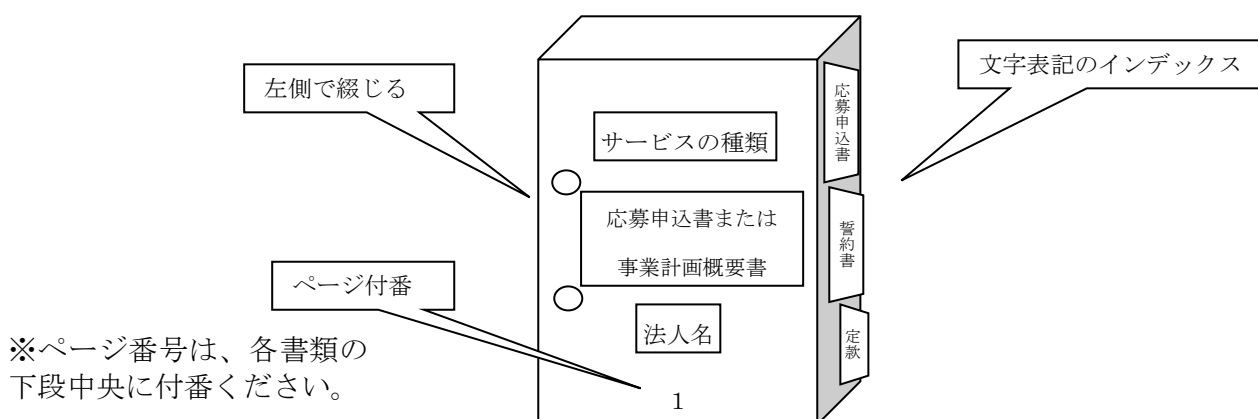 左側で綴じる
文字表記のインデックス
応募申込書
サービスの種類
応募申込書または
事業計画概要書
誓約書
ページ付番
法人名
定款
※ページ番号は、各書類の
下段中央に付番ください。
1